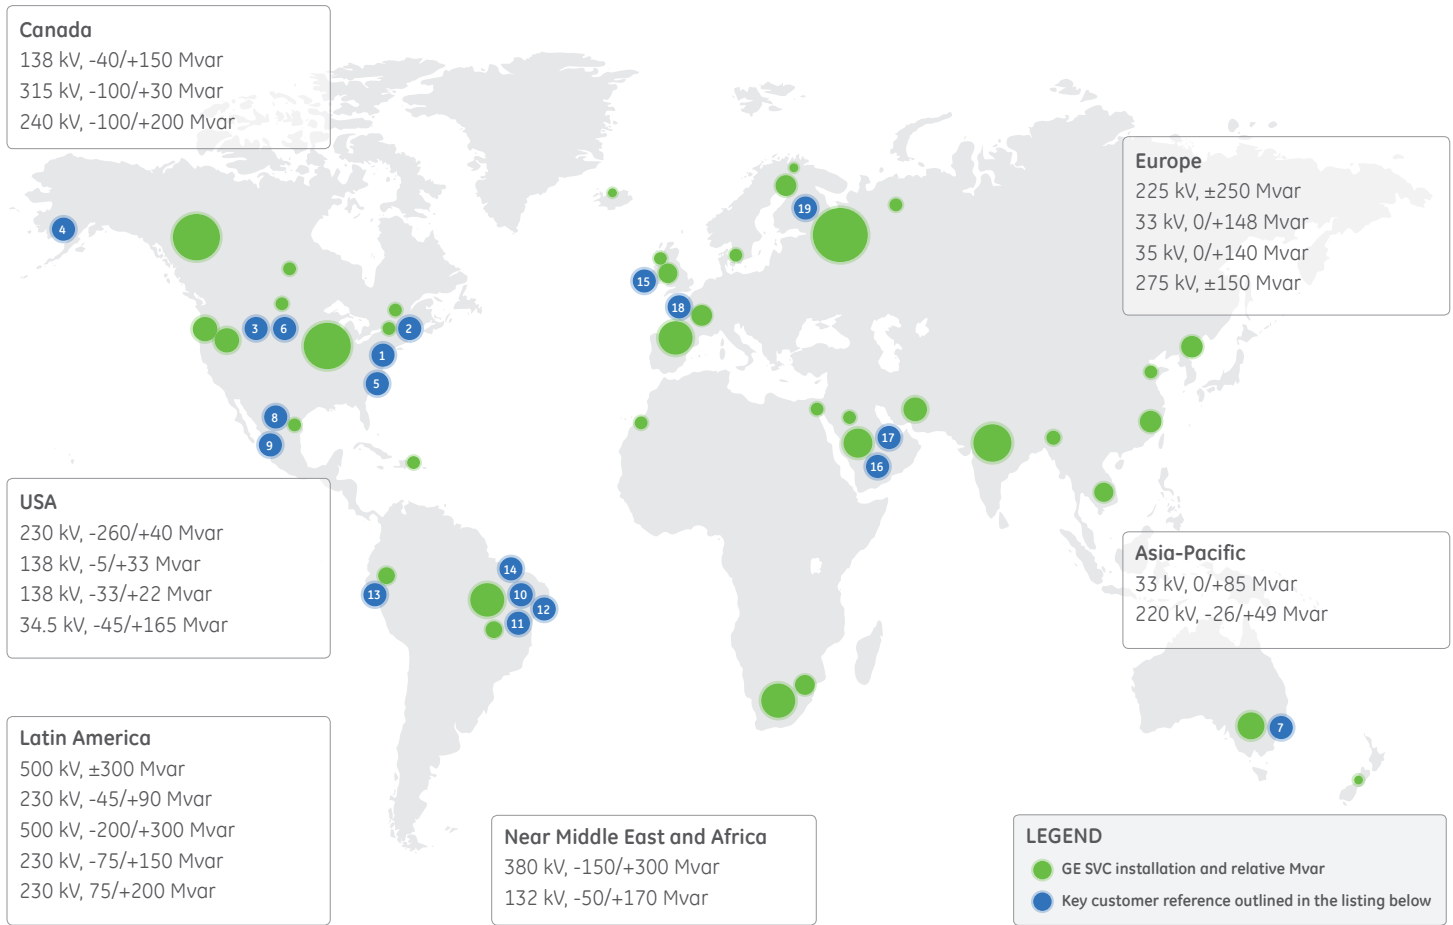 Canada
138 kV, -40/+150 Mvar
315 kV, -100/+30 Mvar
240 kV, -100/+200 Mvar
Europe
225 kV, ±250 Mvar
33 kV, 0/+148 Mvar
35 kV, 0/+140 Mvar
275 kV, ±150 Mvar
4
19
15
18
3
6
2
1
5
8
9
17
16
USA
230 kV, -260/+40 Mvar
138 kV, -5/+33 Mvar
138 kV, -33/+22 Mvar
34.5 kV, -45/+165 Mvar
Asia-Pacific
33 kV, 0/+85 Mvar
220 kV, -26/+49 Mvar
14
13
10
12
11
7
Latin America
500 kV, ±300 Mvar
230 kV, -45/+90 Mvar
500 kV, -200/+300 Mvar
230 kV, -75/+150 Mvar
230 kV, 75/+200 Mvar
Near Middle East and Africa
380 kV, -150/+300 Mvar
132 kV, -50/+170 Mvar
LEGEND
GE SVC installation and relative Mvar
Key customer reference outlined in the listing below